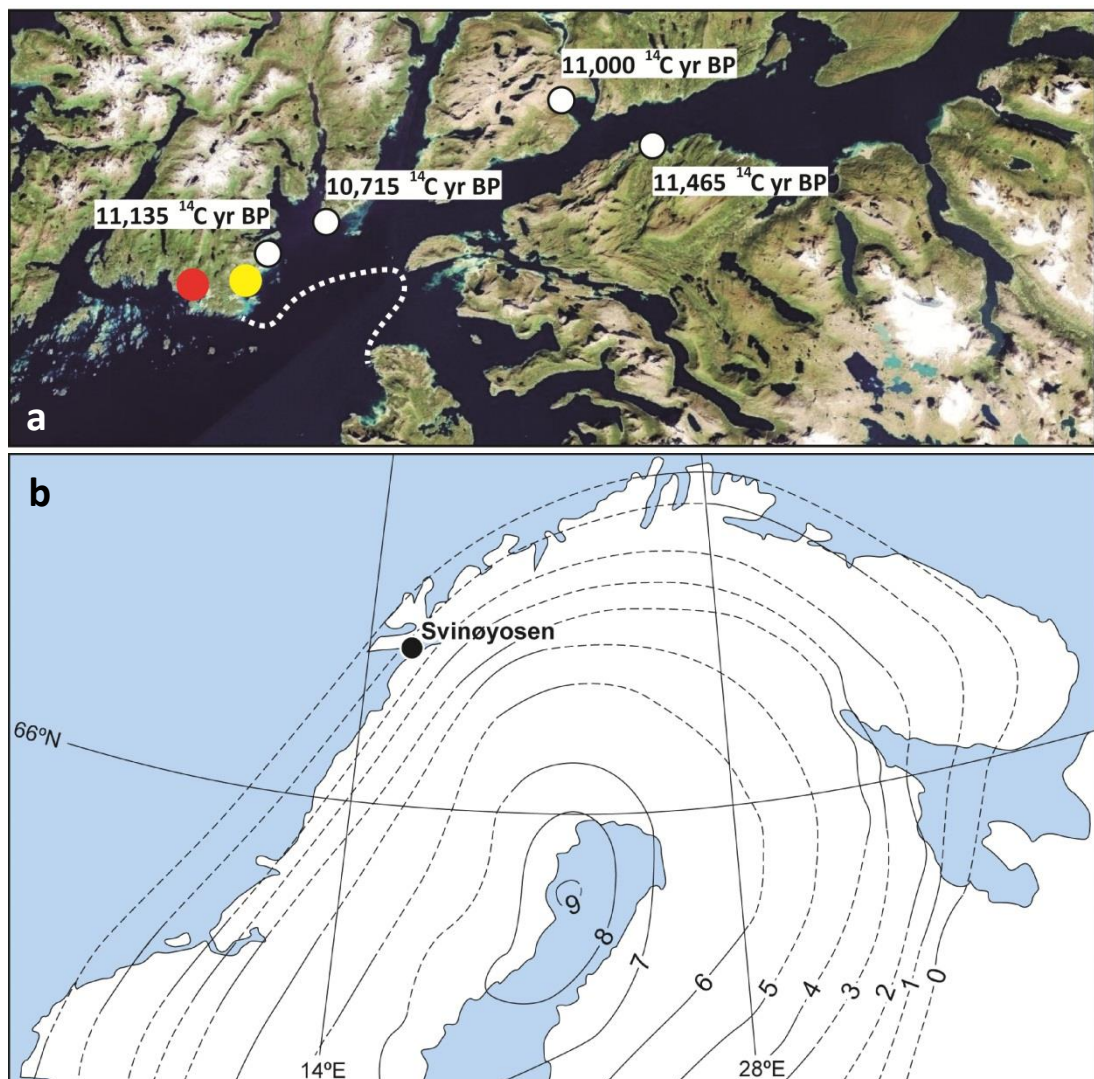 11,000 ¹⁴C yr BP
10,715 ¹⁴C yr BP
11,465 ¹⁴C yr BP
11,135 ¹⁴C yr BP
a
b
Svinøyosen
66ºN
9
8
7
6
5
4
3
2
1
0
14ºE
28ºE